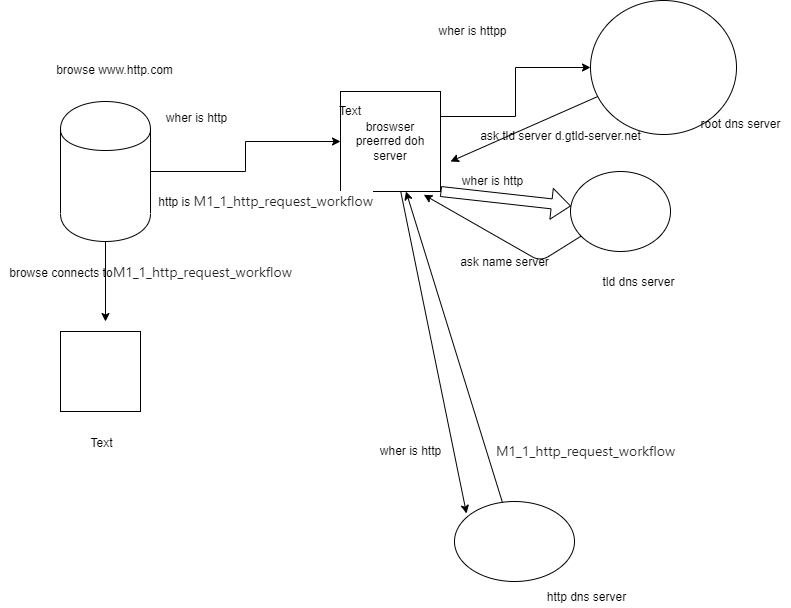 wher is httpp
browse www.http.com
wher is http
Text
broswser
preerred doh
server
root dns server
ask tld server d.gtld-server.net
wher is http
http is M1_1_http_request_workflow
ask name server
browse connects toM1_1_http_request_workflow
tld dns server
Text
wher is http
M1_1_http_request_workflow
http dns server